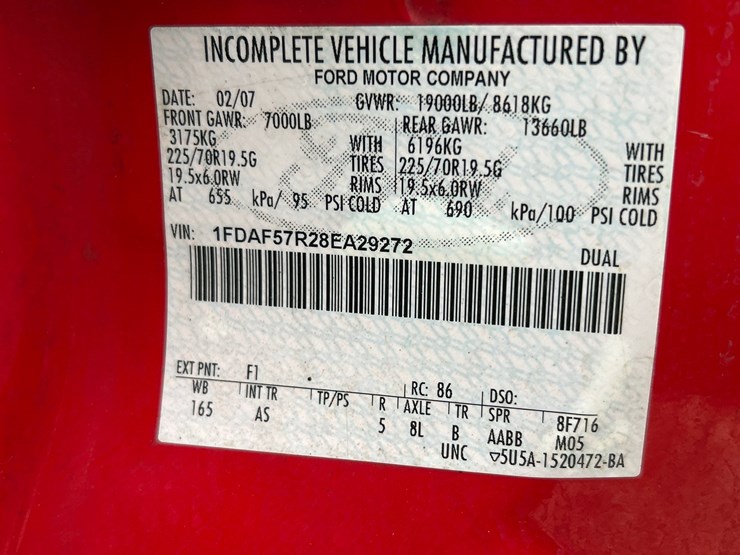 INCOMPLETE VEHICLE MANUFACTURED BY
FORD MOTOR COMPANY
DATE: 02/07 GVWR: 19000LB/ 8618KG
FRONT GAWR: 7000LB REAR GAWR: 13660LB
3175KG WITH 6196KG WITH
225/70R19.5G TIRES 225/70R19.5G TIRES
19.5x6.0RW RIMS 19.5x6.0RW RIMS
AT 655 kPa/ 95 PSI COLD AT 690 kPa/100 PSI COLD
VIN: 1FDAF57R28EA29272 DUAL
EXT PNT: F1 RC: 86 DSO:
WB INT TR TP/PS R AXLE TR SPR 8F716
165 AS 5 8L B AABB M05
UNC ▽5U5A-1520472-BA